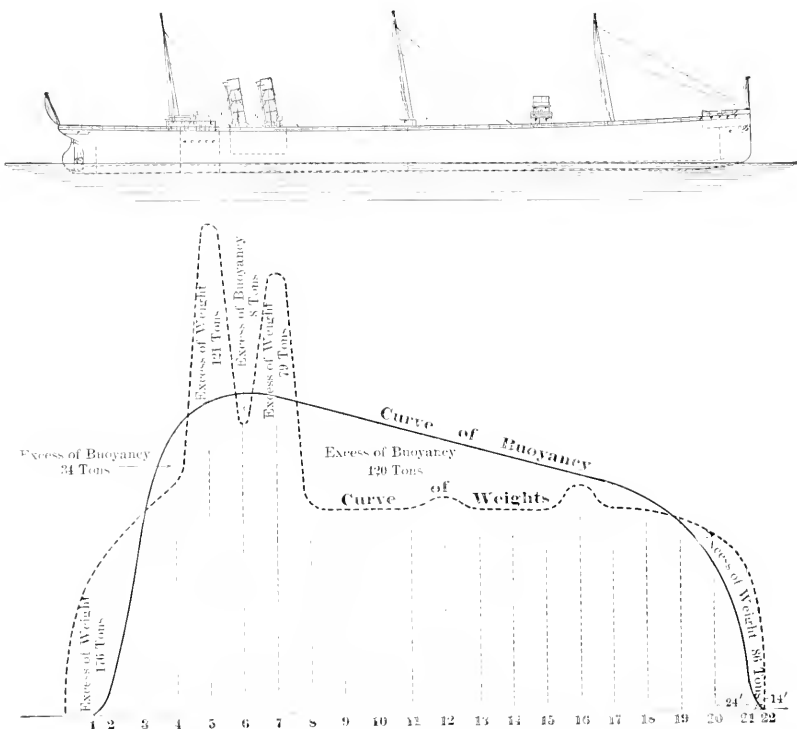 Excess of Weight
121 Tons
Excess of Buoyancy
8 Tons
Excess of Weight
79 Tons
Curve of Buoyancy
Excess of Buoyancy
34 Tons
Excess of Buoyancy
420 Tons
Curve of Weights
Excess of Weight
176 Tons
Excess of Weight 86 Tons
24' 14'
1 2 3 4 5 6 7 8 9 10 11 12 13 14 15 16 17 18 19 20 21 22